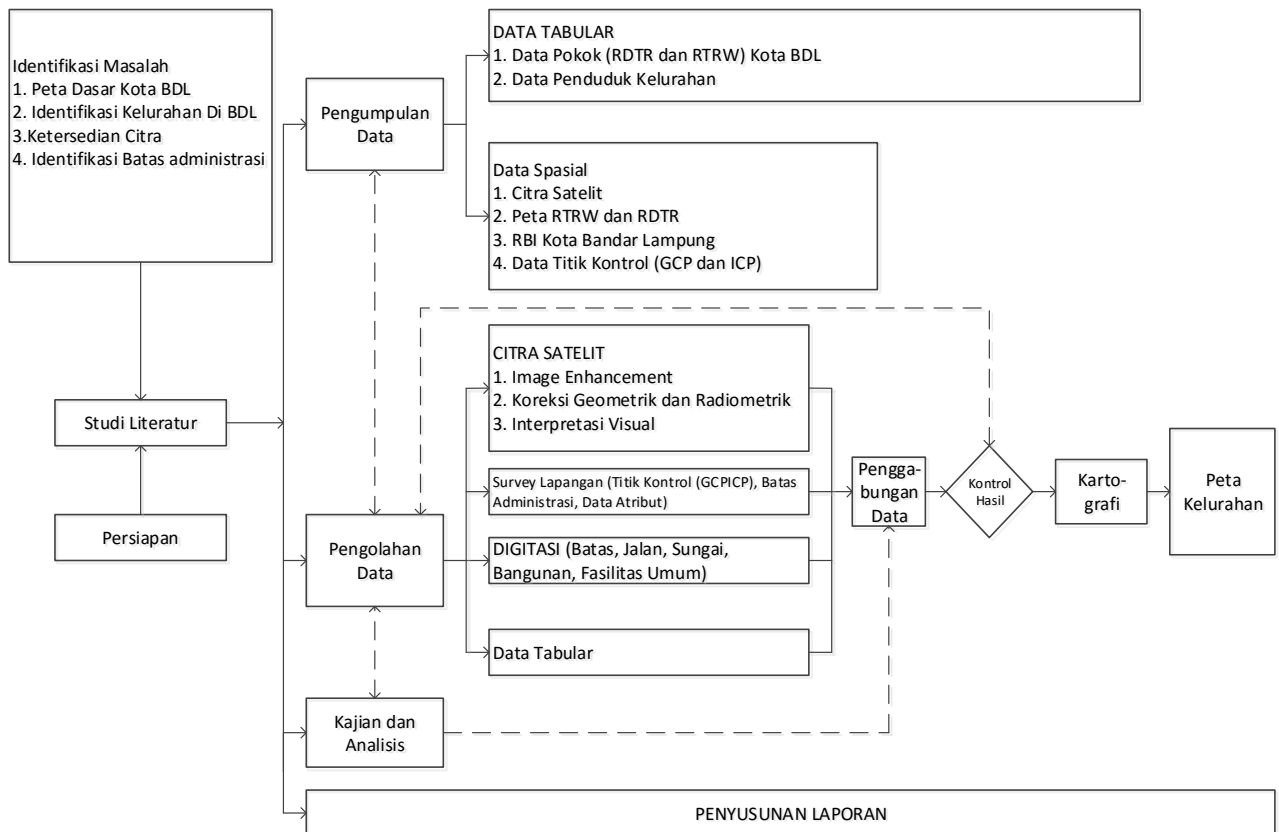 Identifikasi Masalah
1. Peta Dasar Kota BDL
2. Identifikasi Kelurahan Di BDL
3.Ketersedian Citra
4. Identifikasi Batas administrasi
Studi Literatur
Persiapan
Pengumpulan
Data
DATA TABULAR
1. Data Pokok (RDTR dan RTRW) Kota BDL
2. Data Penduduk Kelurahan
Data Spasial
1. Citra Satelit
2. Peta RTRW dan RDTR
3. RBI Kota Bandar Lampung
4. Data Titik Kontrol (GCP dan ICP)
Pengolahan
Data
CITRA SATELIT
1. Image Enhancement
2. Koreksi Geometrik dan Radiometrik
3. Interpretasi Visual
Survey Lapangan (Titik Kontrol (GCPICP), Batas
Administrasi, Data Atribut)
DIGITASI (Batas, Jalan, Sungai,
Bangunan, Fasilitas Umum)
Data Tabular
Kajian dan
Analisis
Pengga-
bungan
Data
Kontrol
Hasil
Karto-
grafi
Peta
Kelurahan
PENYUSUNAN LAPORAN